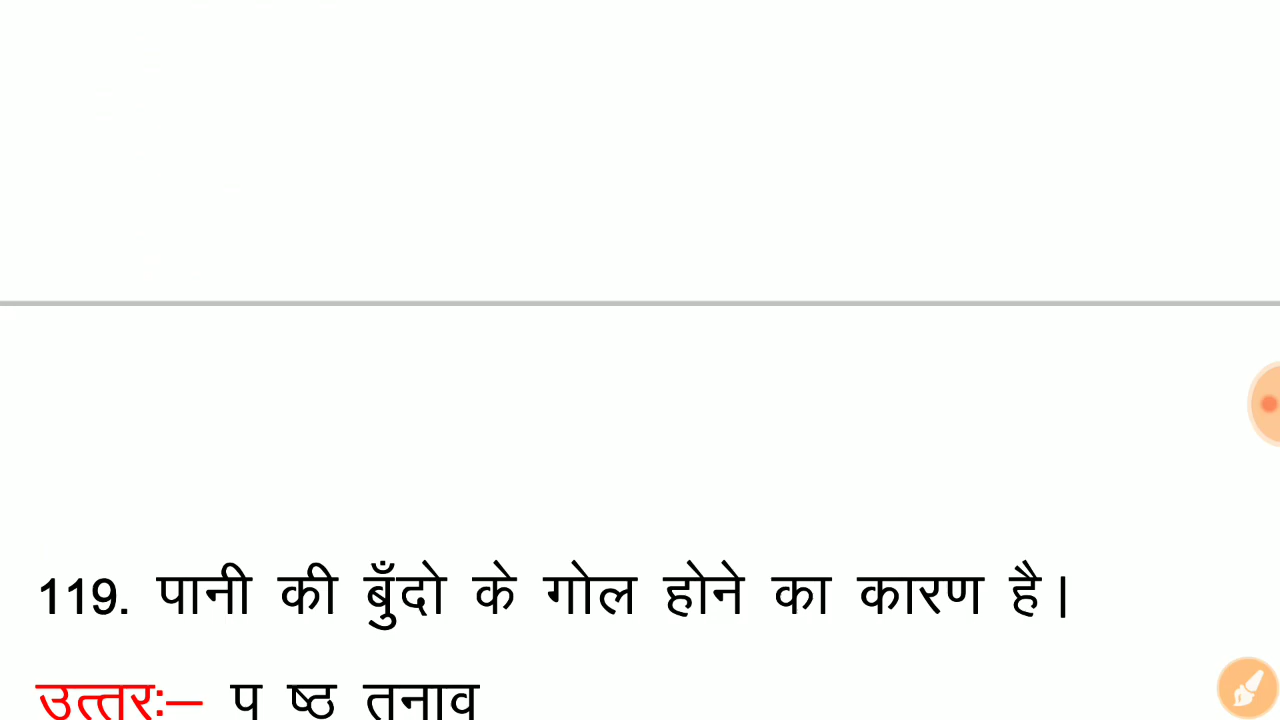 119. पानी की बुँदो के गोल होने का कारण है।
उत्तरः– प ष्ठ तनाव